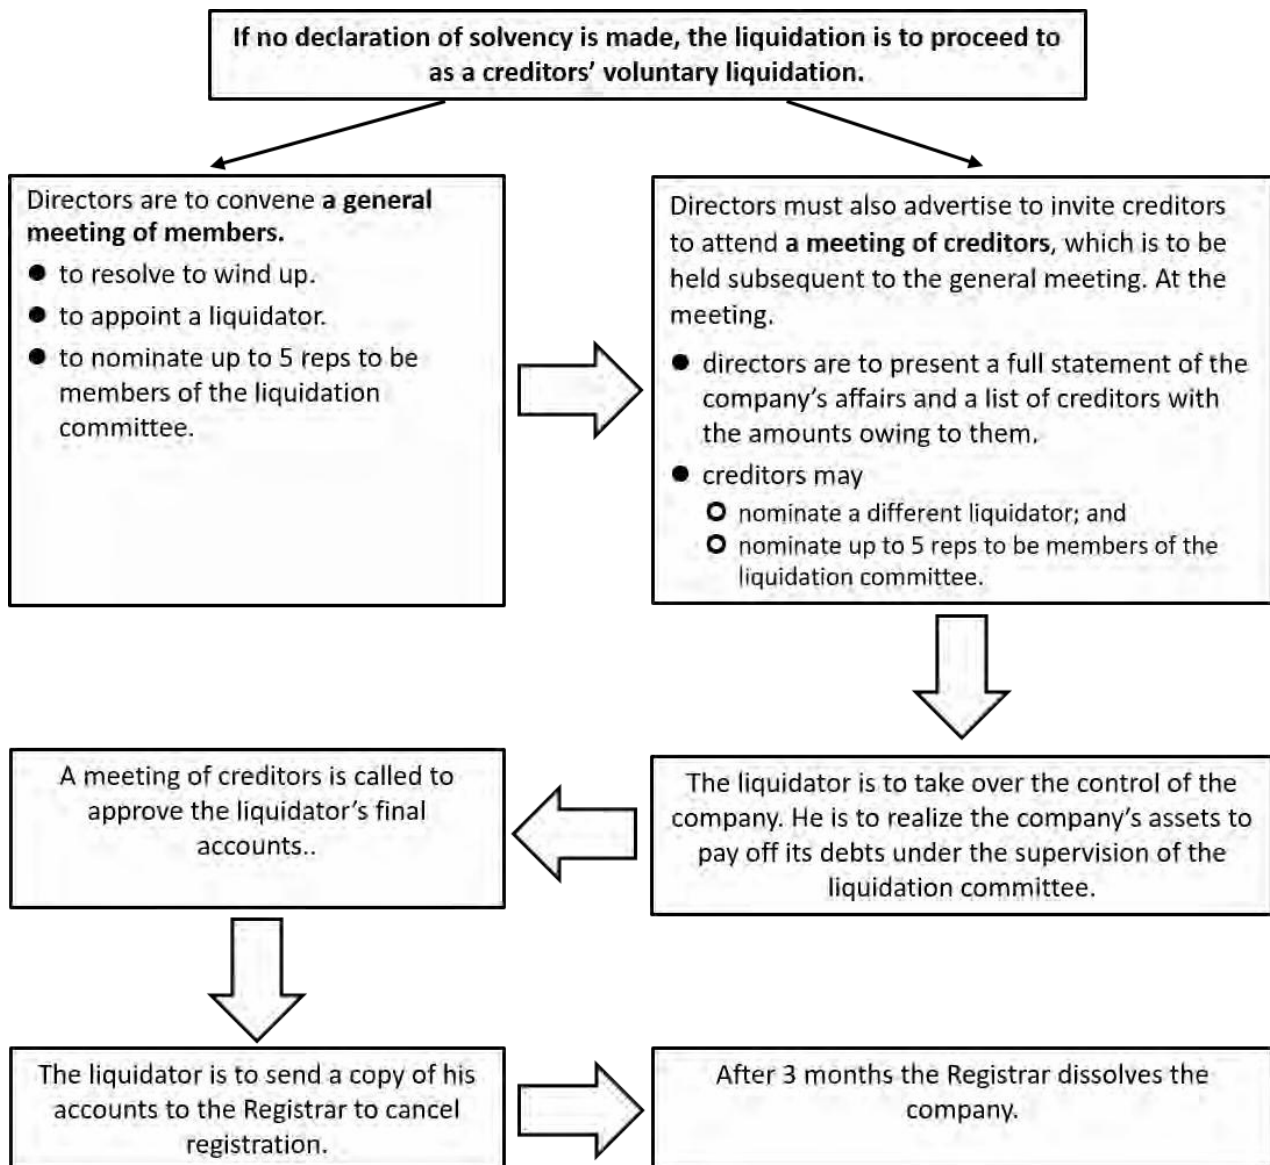 If no declaration of solvency is made, the liquidation is to proceed to
as a creditors’ voluntary liquidation.
Directors are to convene a general
meeting of members.
● to resolve to wind up.
● to appoint a liquidator.
● to nominate up to 5 reps to be
members of the liquidation
committee.
Directors must also advertise to invite creditors
to attend a meeting of creditors, which is to be
held subsequent to the general meeting. At the
meeting.
● directors are to present a full statement of the
company’s affairs and a list of creditors with
the amounts owing to them.
● creditors may
○ nominate a different liquidator; and
○ nominate up to 5 reps to be members of the
liquidation committee.
The liquidator is to take over the control of the
company. He is to realize the company’s assets to
pay off its debts under the supervision of the
liquidation committee.
A meeting of creditors is called to
approve the liquidator’s final
accounts..
The liquidator is to send a copy of his
accounts to the Registrar to cancel
registration.
After 3 months the Registrar dissolves the
company.